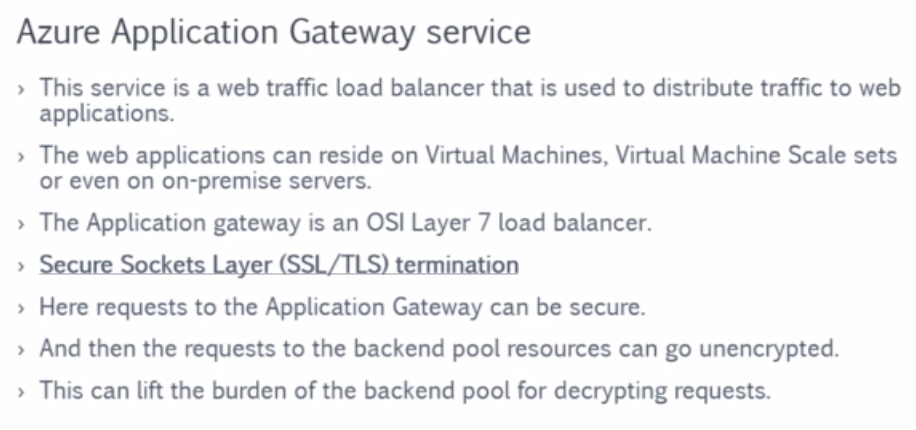 Azure Application Gateway service
› This service is a web traffic load balancer that is used to distribute traffic to web
applications.
› The web applications can reside on Virtual Machines, Virtual Machine Scale sets
or even on on-premise servers.
› The Application gateway is an OSI Layer 7 load balancer.
› Secure Sockets Layer (SSL/TLS) termination
› Here requests to the Application Gateway can be secure.
› And then the requests to the backend pool resources can go unencrypted.
› This can lift the burden of the backend pool for decrypting requests.